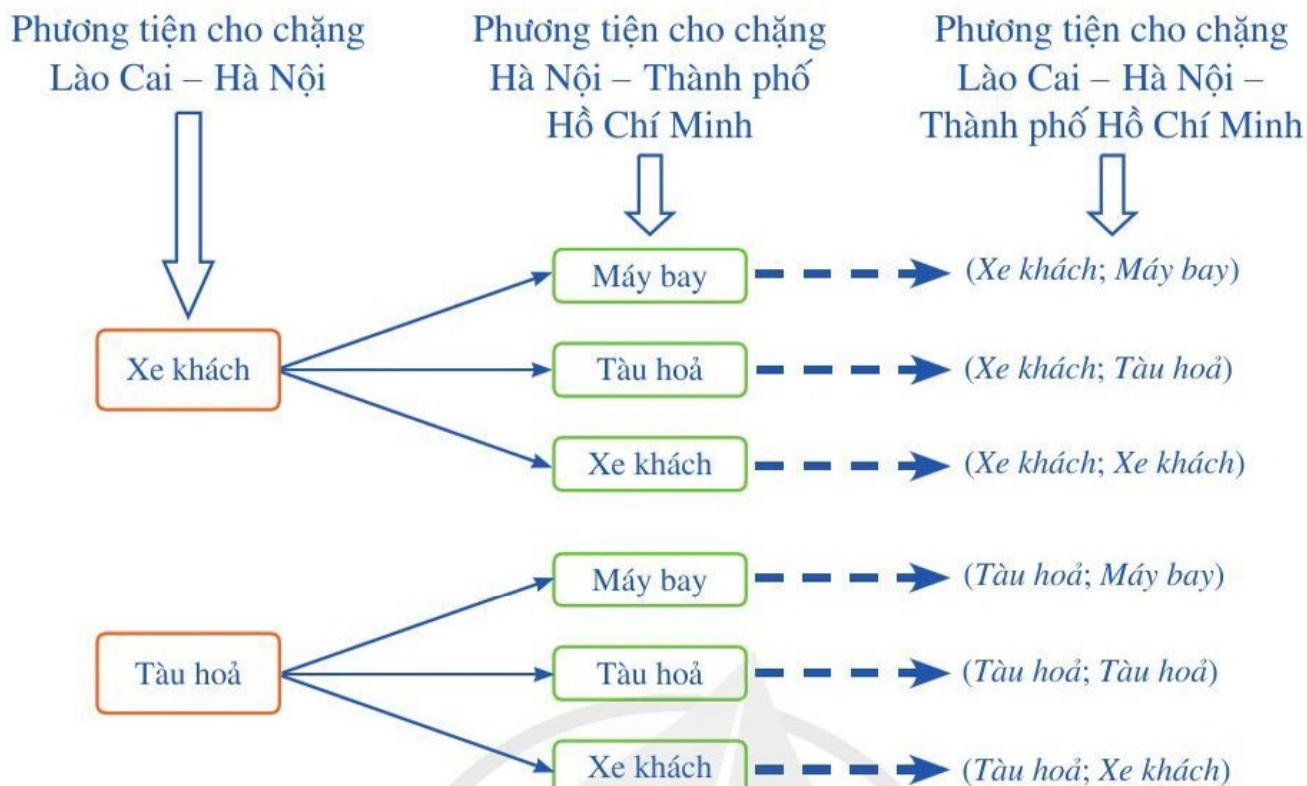 Phương tiện cho chặng
Lào Cai – Hà Nội
Phương tiện cho chặng
Hà Nội – Thành phố
Hồ Chí Minh
Phương tiện cho chặng
Lào Cai – Hà Nội –
Thành phố Hồ Chí Minh
Xe khách
Máy bay
(Xe khách; Máy bay)
Tàu hoả
(Xe khách; Tàu hoả)
Xe khách
(Xe khách; Xe khách)
Tàu hoả
Máy bay
(Tàu hoả; Máy bay)
Tàu hoả
(Tàu hoả; Tàu hoả)
Xe khách
(Tàu hoả; Xe khách)